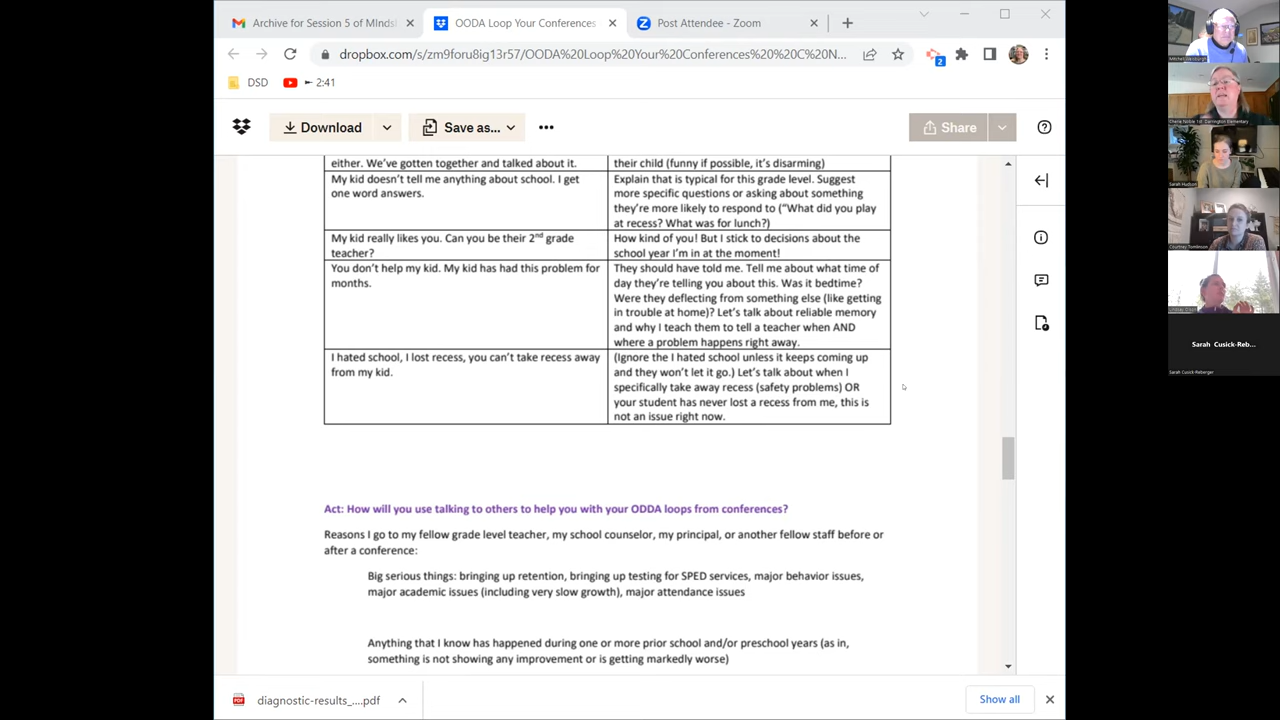 Archive for Session 5 of Minds
OODA Loop Your Conferences
Post Attendee - Zoom
dropbox.com/s/zm9fonu8ig13r57/OODA%20Loop%20Your%20Conferences%20%20C%20N...
2
DSD
► 2:41
Download
Save as...
Share
either. We've gotten together and talked about it.
their child (funny if possible, it's disarming)
My kid doesn't tell me anything about school. I get
one word answers.
Explain that is typical for this grade level. Suggest
more specific questions or asking about something
they're more likely to respond to ("What did you play
at recess? What was for lunch?)
My kid really likes you. Can you be their 2nd grade
teacher?
How kind of you! But I stick to decisions about the
school year I'm in at the moment!
You don't help my kid. My kid has had this problem for
months.
They should have told me. Tell me about what time of
day they're telling you about this. Was it bedtime?
Were they deflecting from something else (like getting
in trouble at home)? Let's talk about reliable memory
and why I teach them to tell a teacher when AND
where a problem happens right away.
I hated school, I lost recess, you can't take recess away
from my kid.
(Ignore the I hated school unless it keeps coming up
and they won't let it go.) Let's talk about when I
specifically take away recess (safety problems) OR
your student has never lost a recess from me, this is
not an issue right now.
Act: How will you use talking to others to help you with your ODDA loops from conferences?
Reasons I go to my fellow grade level teacher, my school counselor, my principal, or another fellow staff before or
after a conference:
Big serious things: bringing up retention, bringing up testing for SPED services, major behavior issues,
major academic issues (including very slow growth), major attendance issues
Anything that I know has happened during one or more prior school and/or preschool years (as in,
something is not showing any improvement or is getting markedly worse)
diagnostic-results_....pdf
Show all
Sarah Hudson
Courtney Tomlinson
Sarah Cusick-Reb...
Sarah Cusick-Reberger